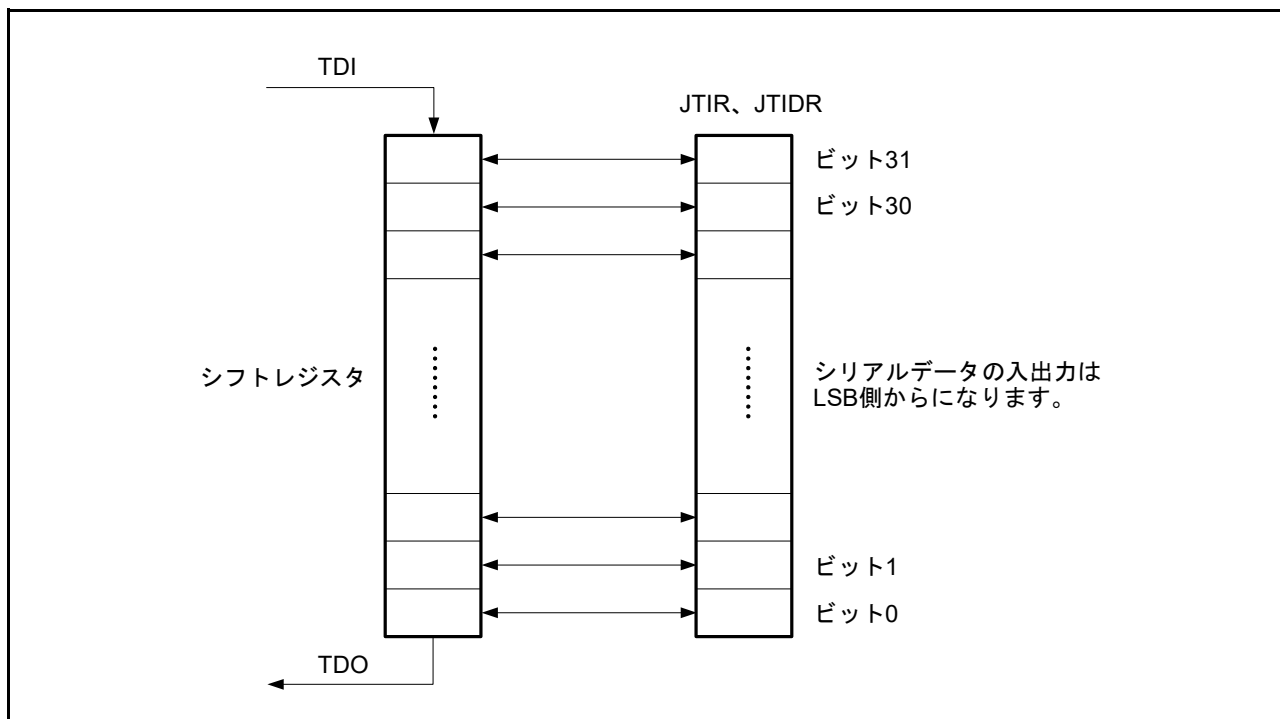 TDI
JTIR、JTIDR
ビット31
ビット30
シフトレジスタ
シリアルデータの入出力は
LSB側からになります。
ビット1
ビット0
TDO